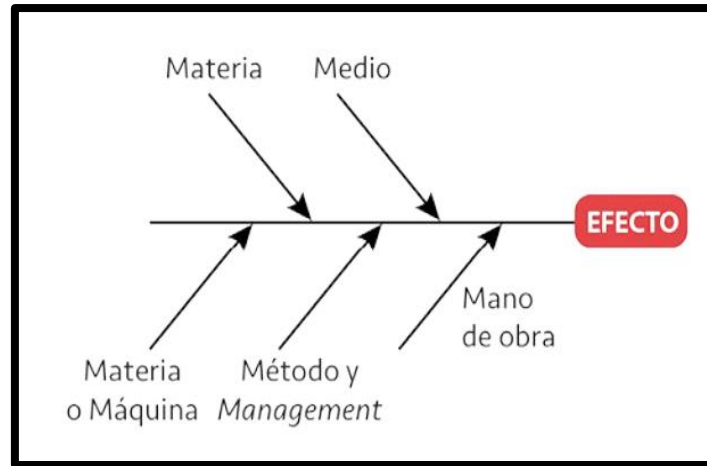 Materia
Medio
EFECTO
Mano
de obra
Materia
o Máquina
Método y
Management